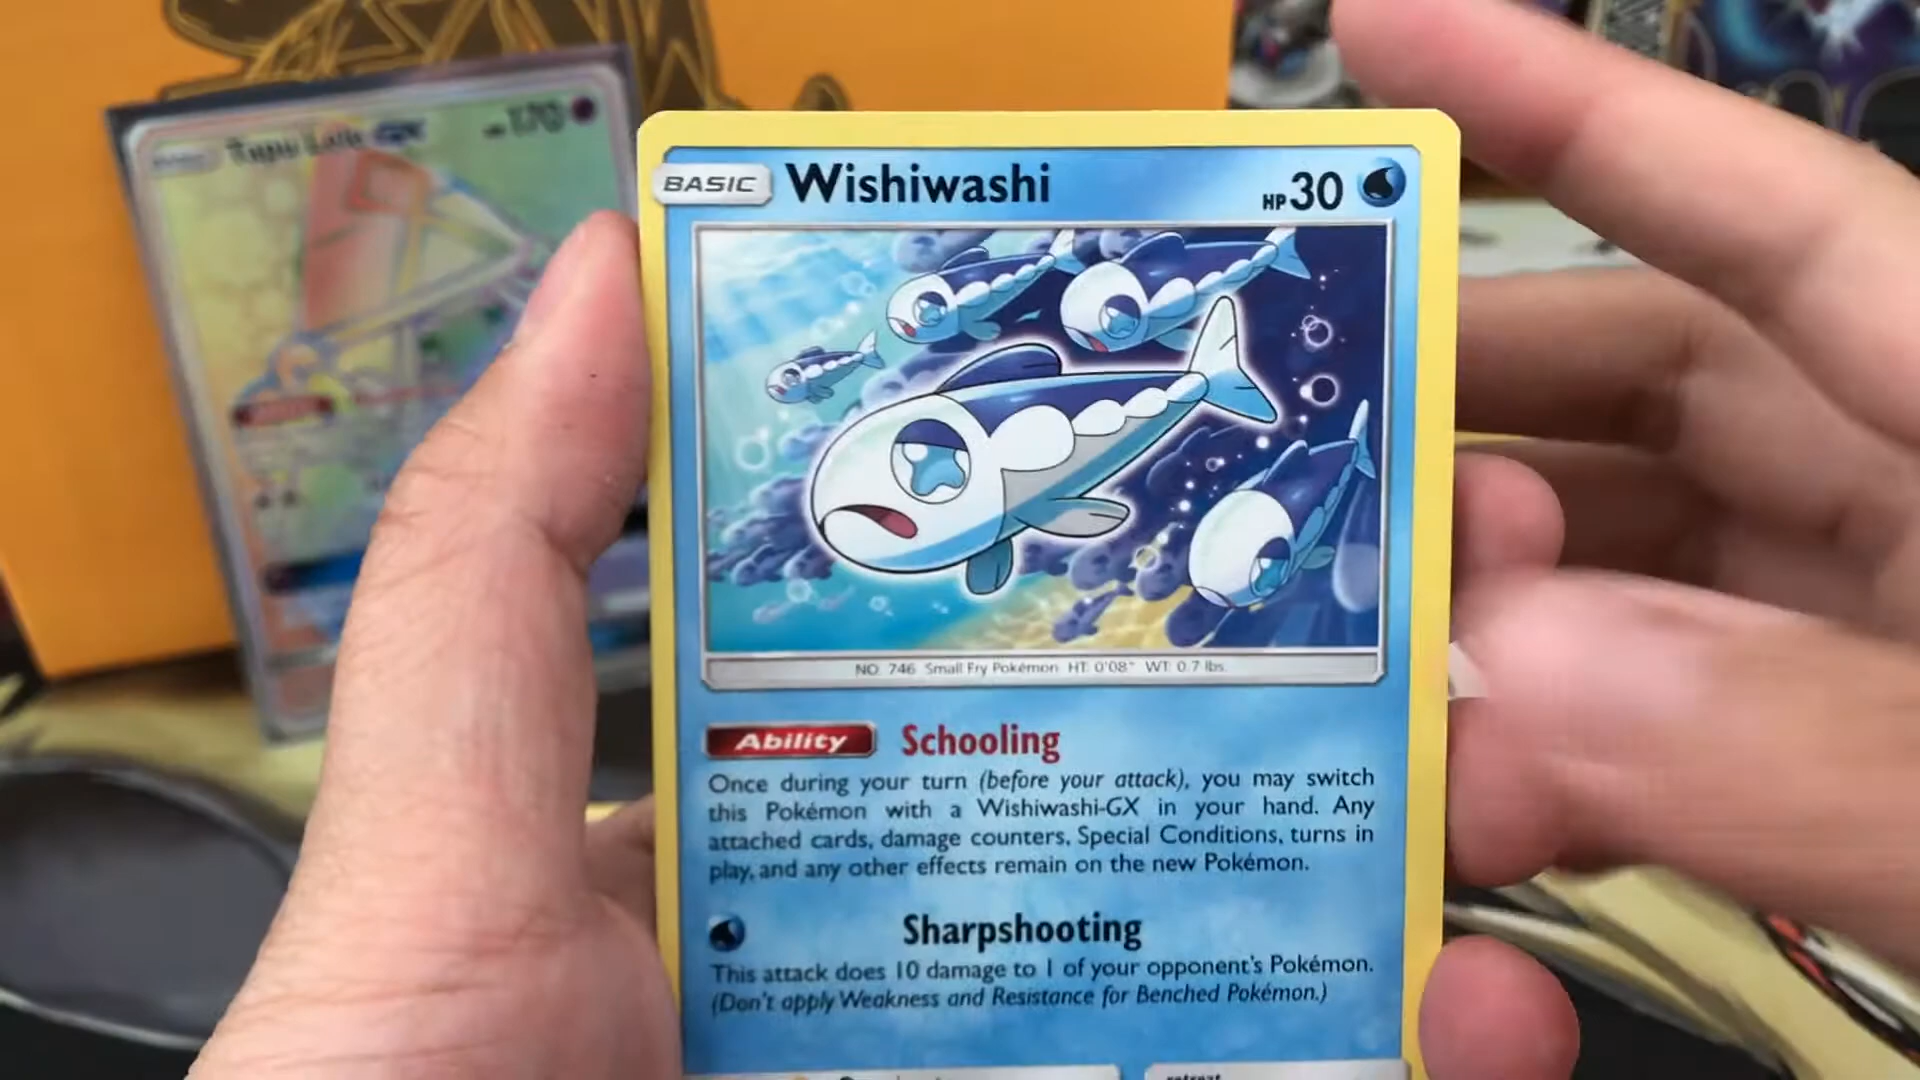 Tapu Lele GX 170
BASIC Wishiwashi HP 30
NO. 746 Small Fry Pokémon HT: 0'08" WT: 0.7 lbs.
Ability Schooling
Once during your turn (before your attack), you may switch
this Pokémon with a Wishiwashi-GX in your hand. Any
attached cards, damage counters, Special Conditions, turns in
play, and any other effects remain on the new Pokémon.
Sharpshooting
This attack does 10 damage to 1 of your opponent's Pokémon.
(Don't apply Weakness and Resistance for Benched Pokémon.)
retreat